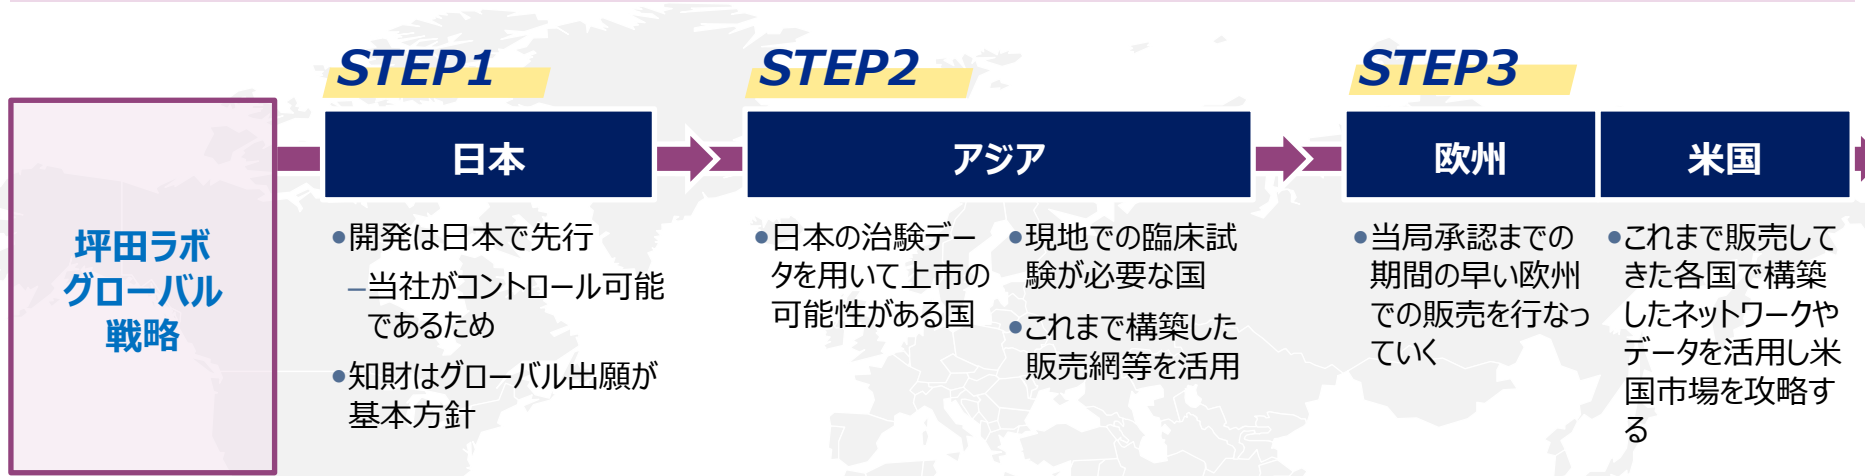 坪田ラボ
グローバル
戦略
STEP1
日本
●開発は日本で先行
–当社がコントロール可能
であるため
●知財はグローバル出願が
基本方針
STEP2
アジア
●日本の治験デー
タを用いて上市の
可能性がある国
●現地での臨床試
験が必要な国
●これまで構築した
販売網等を活用
STEP3
欧州
●当局承認までの
期間の早い欧州
での販売を行なっ
ていく
米国
●これまで販売して
きた各国で構築
したネットワークや
データを活用し米
国市場を攻略す
る